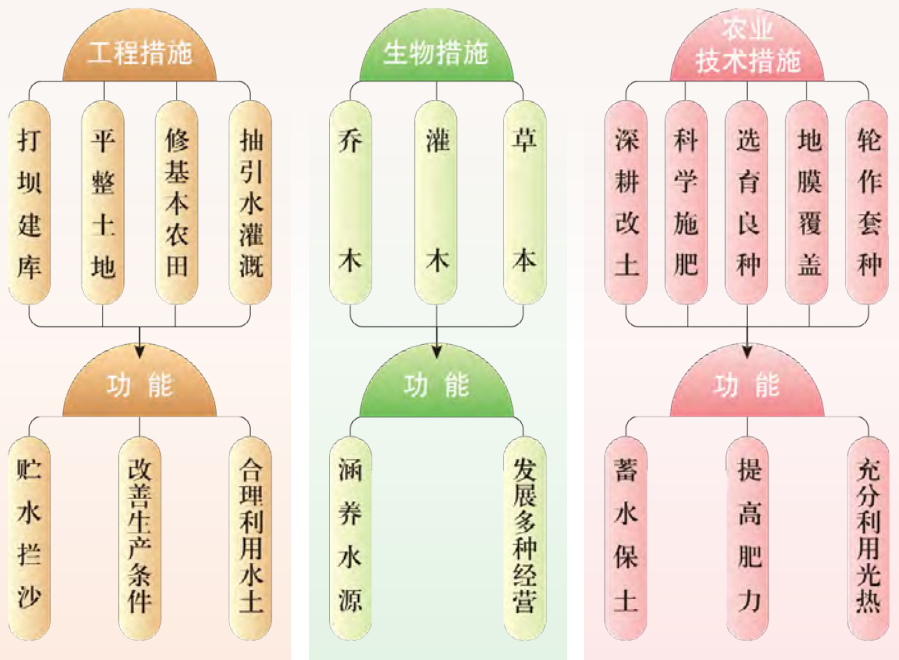 工程措施
打坝建库
平整土地
修基本农田
抽引水灌溉
功能
贮水拦沙
改善生产条件
合理利用水土
生物措施
乔木
灌木
草本
功能
涵养水源
发展多种经营
农业
技术措施
深耕改土
科学施肥
选育良种
地膜覆盖
轮作套种
功能
蓄水保土
提高肥力
充分利用光热